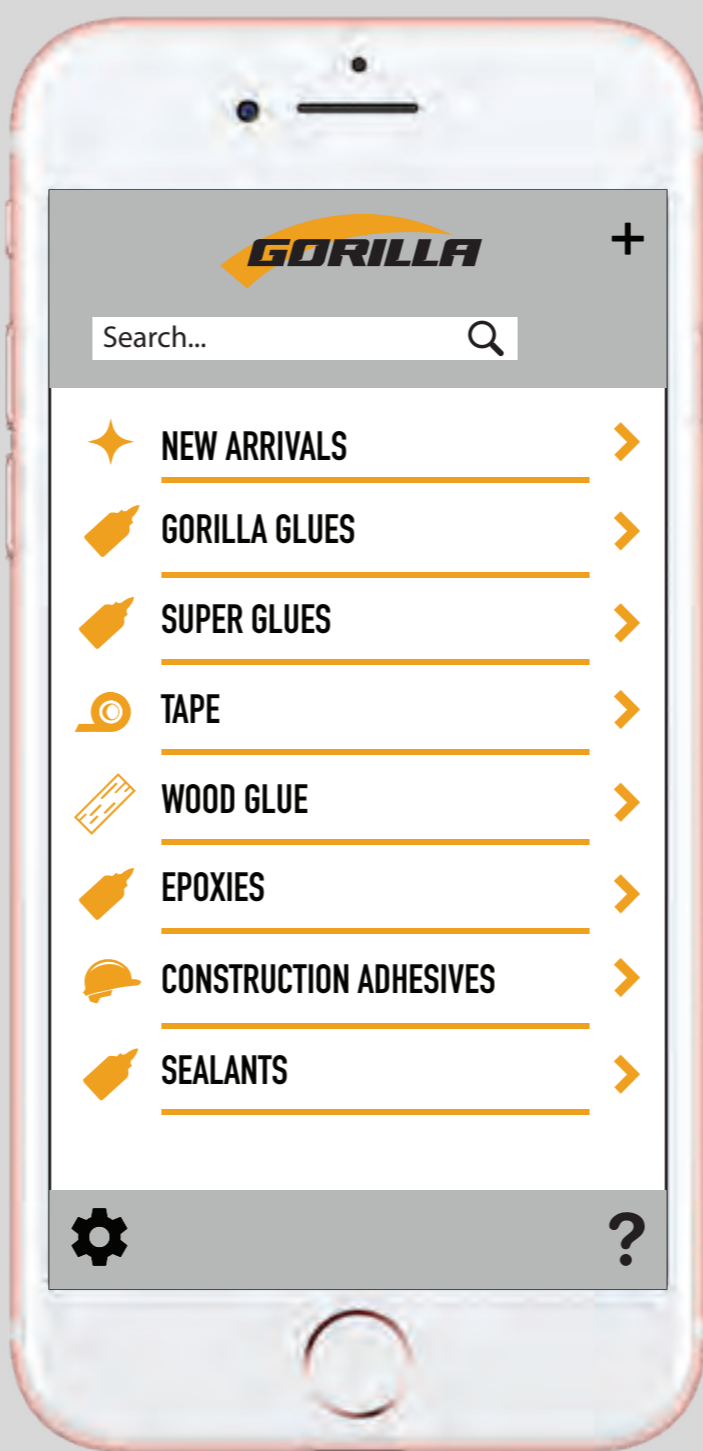 GORILLA
+
Search...
NEW ARRIVALS
GORILLA GLUES
SUPER GLUES
TAPE
WOOD GLUE
EPOXIES
CONSTRUCTION ADHESIVES
SEALANTS
?